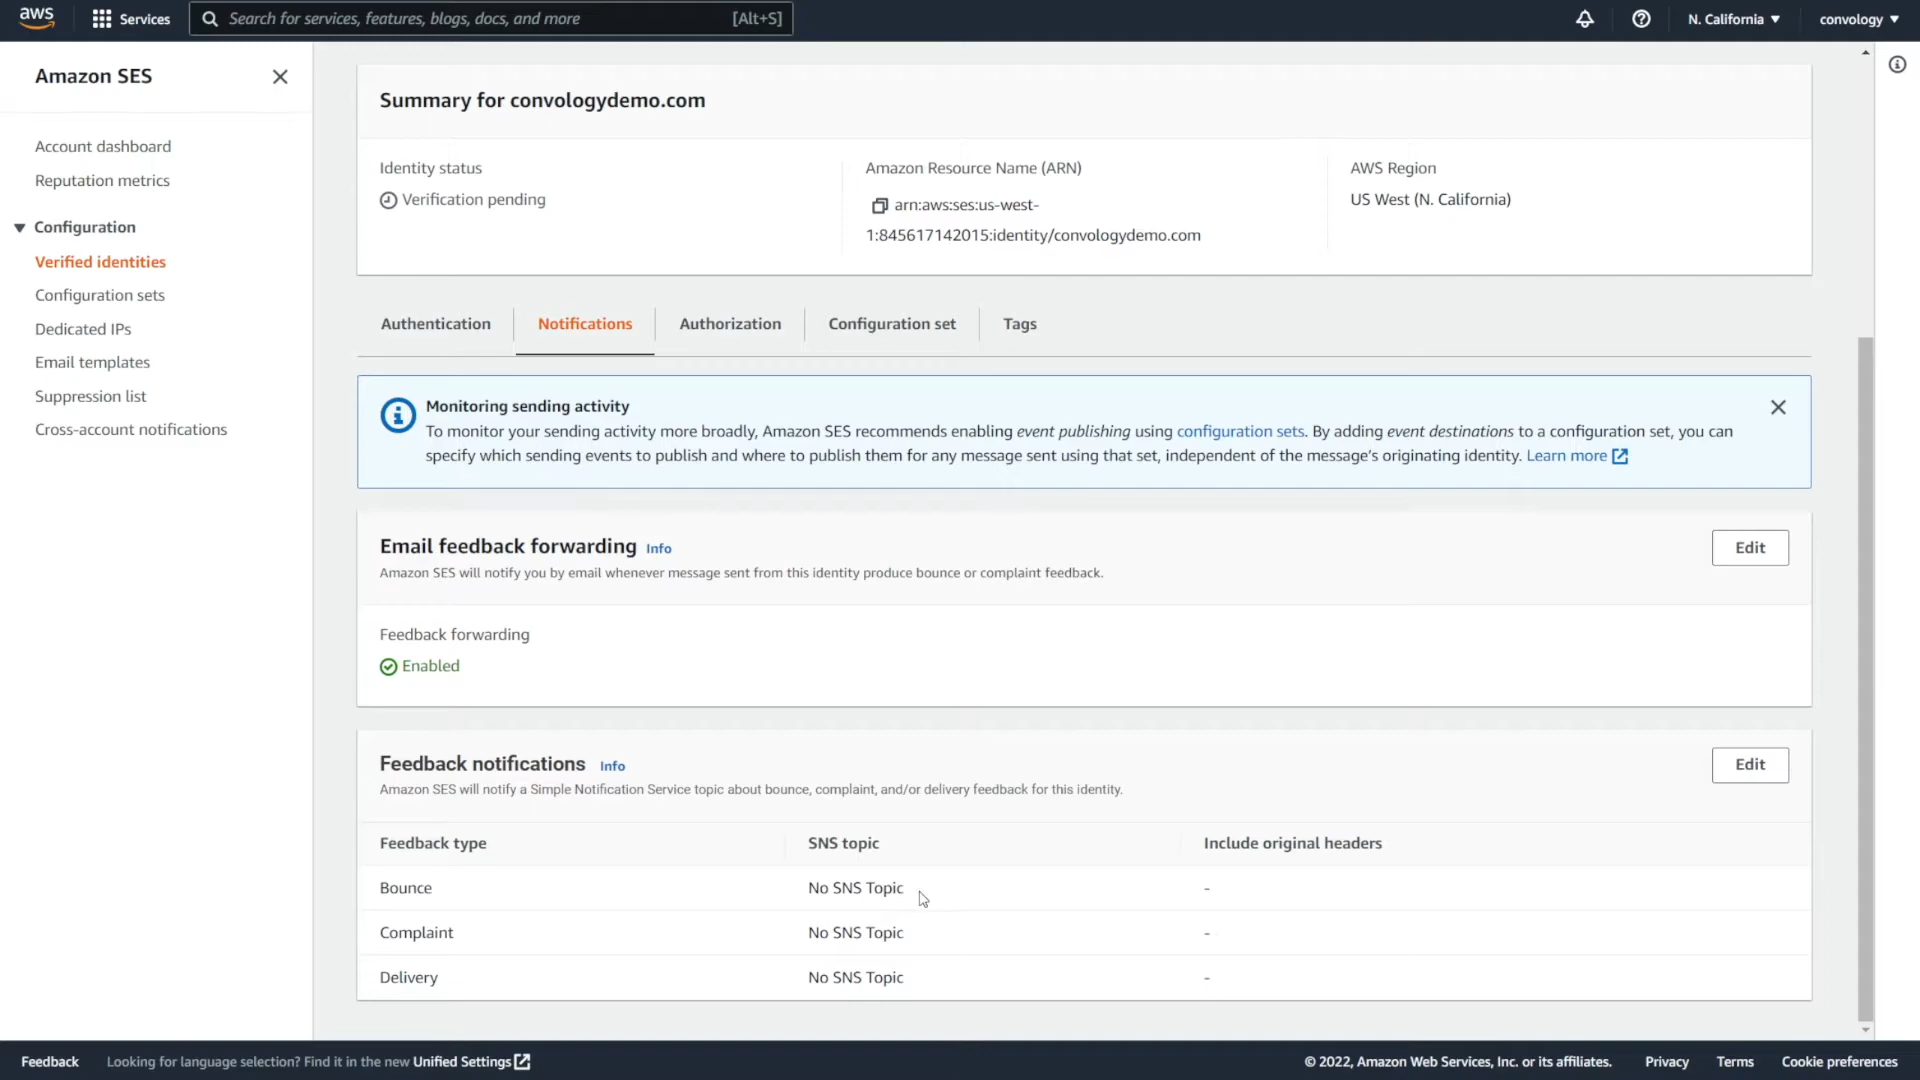 aws
Services
Search for services, features, blogs, docs, and more
[Alt+S]
N. California ▼
convology ▼
Amazon SES
Account dashboard
Reputation metrics
▼ Configuration
Verified identities
Configuration sets
Dedicated IPs
Email templates
Suppression list
Cross-account notifications
Summary for convologydemo.com
Identity status
Verification pending
Amazon Resource Name (ARN)
arn:aws:ses:us-west-
1:845617142015:identity/convologydemo.com
AWS Region
US West (N. California)
Authentication
Notifications
Authorization
Configuration set
Tags
Monitoring sending activity
To monitor your sending activity more broadly, Amazon SES recommends enabling event publishing using configuration sets. By adding event destinations to a configuration set, you can
specify which sending events to publish and where to publish them for any message sent using that set, independent of the message's originating identity. Learn more
Email feedback forwarding Info
Edit
Amazon SES will notify you by email whenever message sent from this identity produce bounce or complaint feedback.
Feedback forwarding
Enabled
Feedback notifications Info
Edit
Amazon SES will notify a Simple Notification Service topic about bounce, complaint, and/or delivery feedback for this identity.
Feedback type SNS topic Include original headers
Bounce No SNS Topic -
Complaint No SNS Topic -
Delivery No SNS Topic -
Feedback
Looking for language selection? Find it in the new Unified Settings
© 2022, Amazon Web Services, Inc. or its affiliates.
Privacy
Terms
Cookie preferences